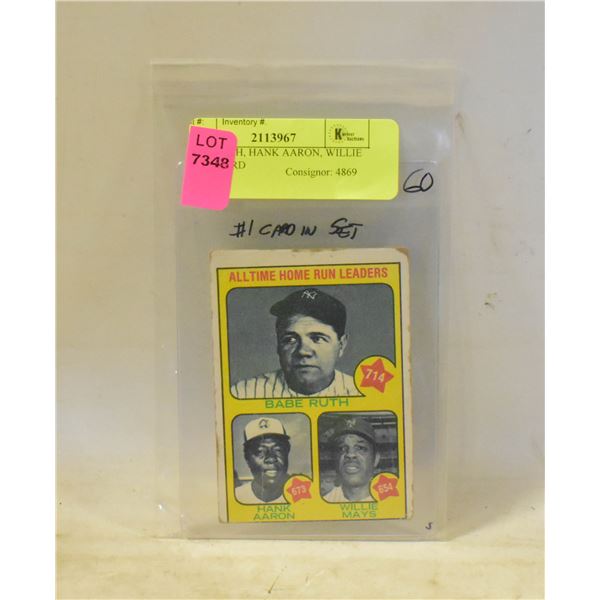 #:
Inventory #:
LOT
7348
2113967
H, HANK AARON, WILLIE
RD
Consignor: 4869
60
#1 CARD IN SET
ALLTIME HOME RUN LEADERS
NY
714
BABE RUTH
673
HANK
AARON
654
WILLIE
MAYS